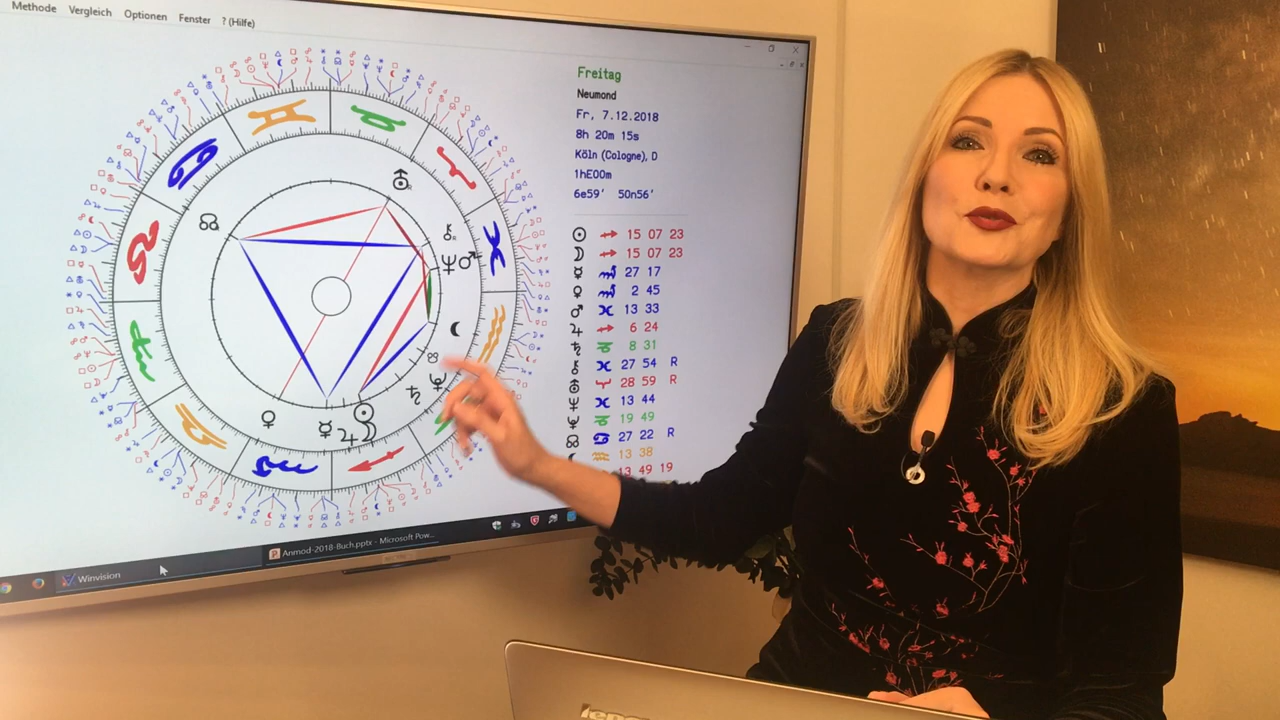 Methode Vergleich Optionen Fenster ? (Hilfe)
Freitag
Neumond
Fr, 7.12.2018
8h 20m 15s
Köln (Cologne), D
1hE00m
6e59' 50n56'
☉ ♐ 15 07 23
☽ ♐ 15 07 23
☿ ♏ 27 17
♀ ♏ 2 45
♂ ♓ 13 33
♃ ♐ 6 24
♄ ♑ 8 31
⚷ ♓ 27 54 R
⛢ ♈ 28 59 R
♆ ♓ 13 44
♑ 19 49
☊ ♋ 27 22 R
♒ 13 38
13 49 19
Anmod-2018-Buch.pptx - Microsoft Pow...
Winvision